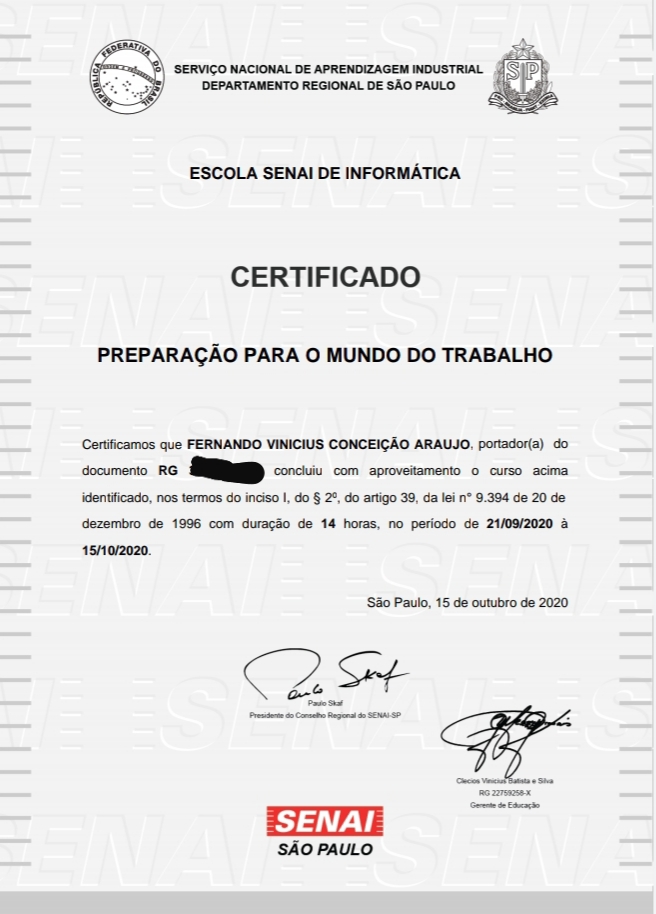 REPÚBLICA FEDERATIVA DO BRASIL
SERVIÇO NACIONAL DE APRENDIZAGEM INDUSTRIAL
DEPARTAMENTO REGIONAL DE SÃO PAULO
SP
ESCOLA SENAI DE INFORMÁTICA
CERTIFICADO
PREPARAÇÃO PARA O MUNDO DO TRABALHO
Certificamos que FERNANDO VINICIUS CONCEIÇÃO ARAUJO, portador(a) do
documento RG concluiu com aproveitamento o curso acima
identificado, nos termos do inciso I, do § 2º, do artigo 39, da lei n° 9.394 de 20 de
dezembro de 1996 com duração de 14 horas, no período de 21/09/2020 à
15/10/2020.
São Paulo, 15 de outubro de 2020
Paulo Skaf
Paulo Skaf
Presidente do Conselho Regional do SENAI-SP
Clecios Vinícius Batista e Silva
RG 22759258-X
Gerente de Educação
SENAI
SÃO PAULO